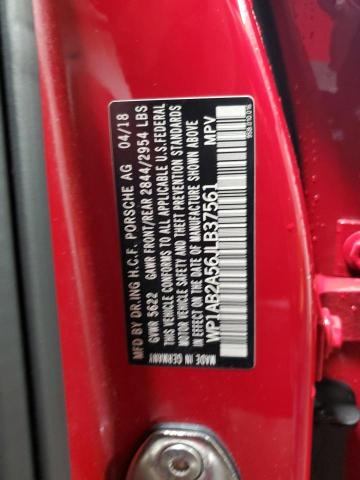 MFD BY DR.ING H.C.F. PORSCHE AG 04/18
GVWR 5622 GAWR FRONT/REAR 2844/2954 LBS
THIS VEHICLE CONFORMS TO ALL APPLICABLE U.S.FEDERAL
MOTOR VEHICLE SAFETY AND THEFT PREVENTION STANDARDS
IN EFFECT ON THE DATE OF MANUFACTURE SHOWN ABOVE
WP1AB2A56JLB37561 MPV
MADE IN GERMANY